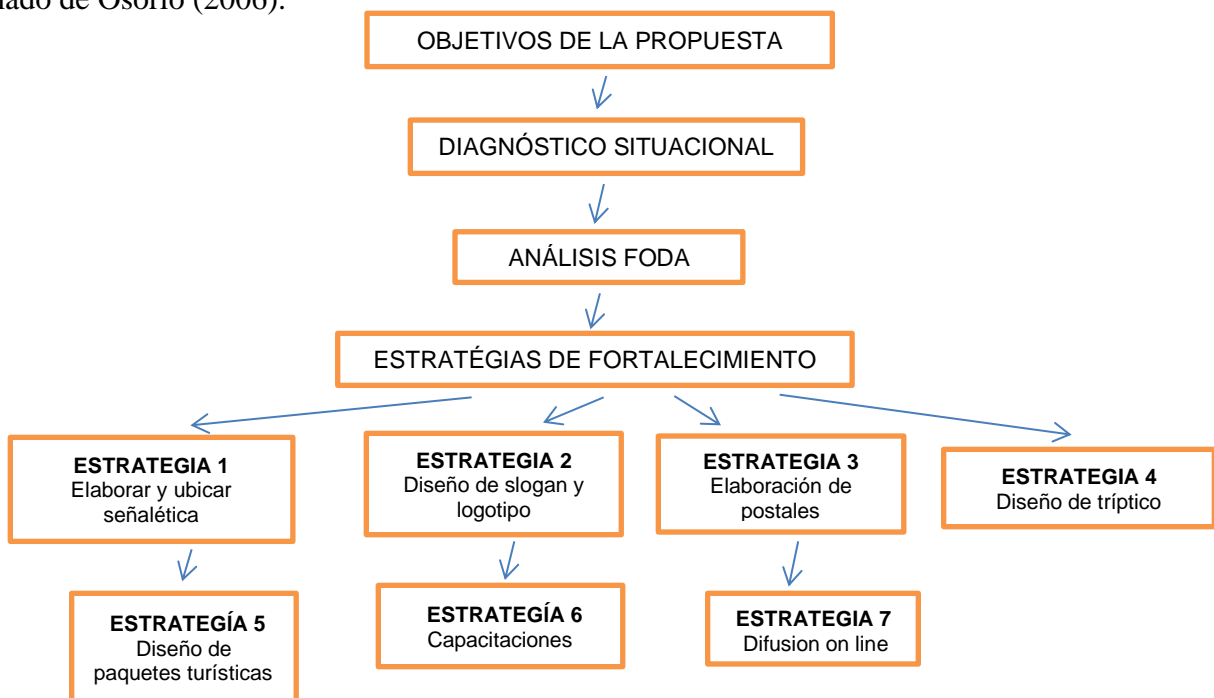 de Osorio (2006).
OBJETIVOS DE LA PROPUESTA
DIAGNÓSTICO SITUACIONAL
ANÁLISIS FODA
ESTRATÉGIAS DE FORTALECIMIENTO
ESTRATEGIA 1
Elaborar y ubicar
señalética
ESTRATEGIA 2
Diseño de slogan y
logotipo
ESTRATEGIA 3
Elaboración de
postales
ESTRATEGIA 4
Diseño de tríptico
ESTRATEGÍA 5
Diseño de
paquetes turísticas
ESTRATEGÍA 6
Capacitaciones
ESTRATEGIA 7
Difusion on line